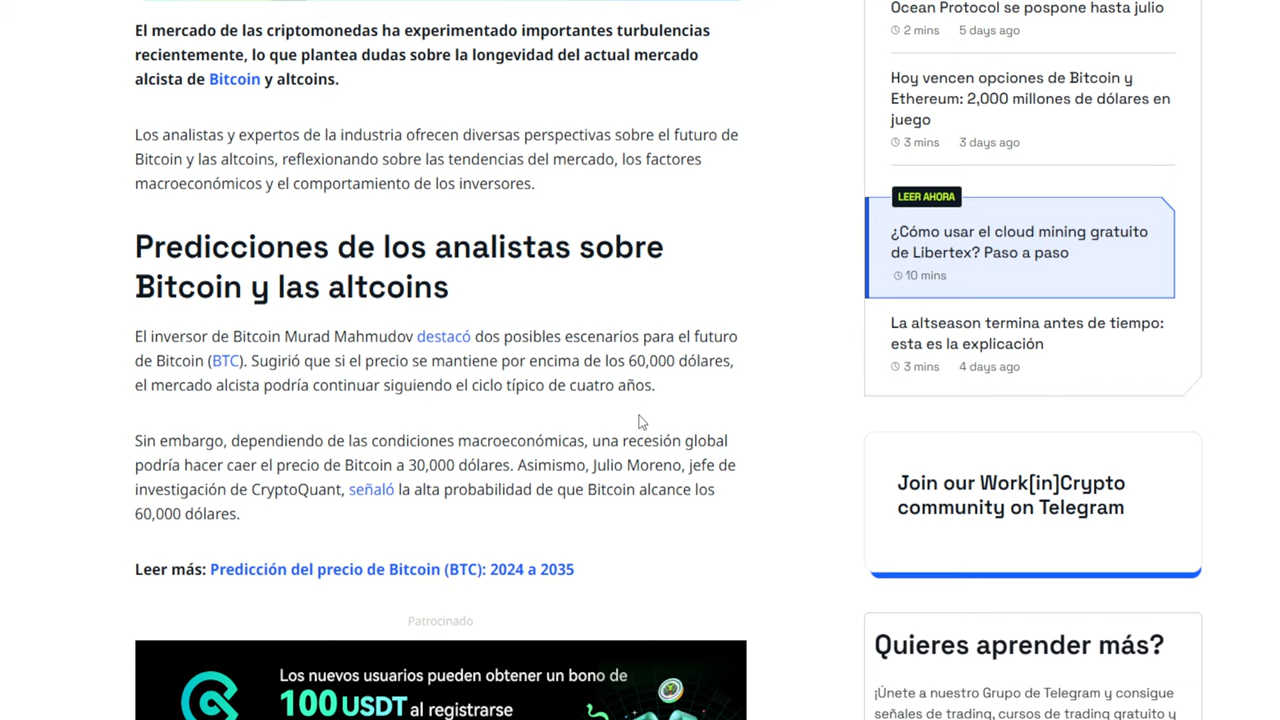 El mercado de las criptomonedas ha experimentado importantes turbulencias
recientemente, lo que plantea dudas sobre la longevidad del actual mercado
alcista de Bitcoin y altcoins.
Los analistas y expertos de la industria ofrecen diversas perspectivas sobre el futuro de
Bitcoin y las altcoins, reflexionando sobre las tendencias del mercado, los factores
macroeconómicos y el comportamiento de los inversores.
Predicciones de los analistas sobre
Bitcoin y las altcoins
El inversor de Bitcoin Murad Mahmudov destacó dos posibles escenarios para el futuro
de Bitcoin (BTC). Sugirió que si el precio se mantiene por encima de los 60,000 dólares,
el mercado alcista podría continuar siguiendo el ciclo típico de cuatro años.
Sin embargo, dependiendo de las condiciones macroeconómicas, una recesión global
podría hacer caer el precio de Bitcoin a 30,000 dólares. Asimismo, Julio Moreno, jefe de
investigación de CryptoQuant, señaló la alta probabilidad de que Bitcoin alcance los
60,000 dólares.
Leer más: Predicción del precio de Bitcoin (BTC): 2024 a 2035
Patrocinado
Los nuevos usuarios pueden obtener un bono de
100 USDT al registrarse
Ocean Protocol se pospone hasta julio
2 mins 5 days ago
Hoy vencen opciones de Bitcoin y
Ethereum: 2,000 millones de dólares en
juego
3 mins 3 days ago
LEER AHORA
¿Cómo usar el cloud mining gratuito
de Libertex? Paso a paso
10 mins
La altseason termina antes de tiempo:
esta es la explicación
3 mins 4 days ago
Join our Work[in]Crypto
community on Telegram
Quieres aprender más?
¡Únete a nuestro Grupo de Telegram y consigue
señales de trading, cursos de trading gratuito y